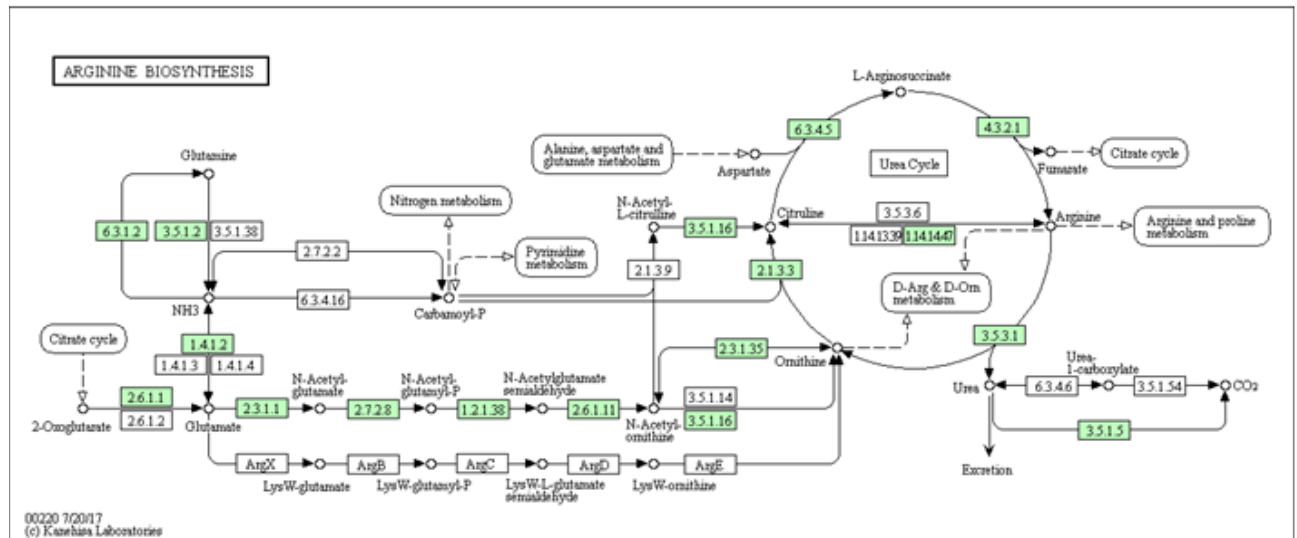 ARGININE BIOSYNTHESIS
L-Arginosuccinate
6.3.4.5
4.3.2.1
Glutamine
Alanine, aspartate and
glutamate metabolism
Aspartate
Urea Cycle
Fumarate
Citrate cycle
Nitrogen metabolism
N-Acetyl-
L-citrulline
6.3.1.2
3.5.1.2
3.5.1.38
3.5.1.16
Citruline
3.5.3.6
1.14.13.39
1.14.14.47
Arginine
Arginine and proline
metabolism
2.7.2.2
Pyrimidine
metabolism
2.1.3.9
2.1.3.3
NH3
6.3.4.16
Carbamoyl-P
D-Arg & D-Orn
metabolism
Citrate cycle
1.4.1.2
1.4.1.3
1.4.1.4
2.3.1.35
Ornithine
3.5.3.1
N-Acetyl-
glutamate
N-Acetyl-
glutamyl-P
N-Acetylglutamate
semialdehyde
Urea-
1-carboxylate
2.6.1.1
2.6.1.2
2-Oxoglutarate
Glutamate
2.3.1.1
2.7.2.8
1.2.1.38
2.6.1.11
N-Acetyl-
ornithine
3.5.1.14
3.5.1.16
Urea
6.3.4.6
3.5.1.54
CO2
3.5.1.5
ArgX
ArgB
ArgC
ArgD
ArgE
LysW-glutamate
LysW-glutamyl-P
LysW-L-glutamate
semialdehyde
LysW-ornithine
Excretion
00220 7/20/17
(c) Kanehisa Laboratories